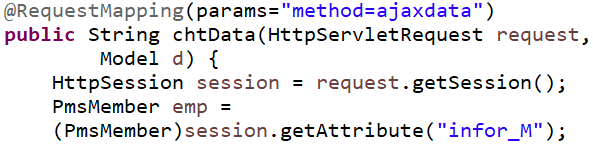 @RequestMapping(params="method=ajaxdata")
public String chtData(HttpServletRequest request,
Model d) {
HttpSession session = request.getSession();
PmsMember emp =
(PmsMember)session.getAttribute("infor_M");